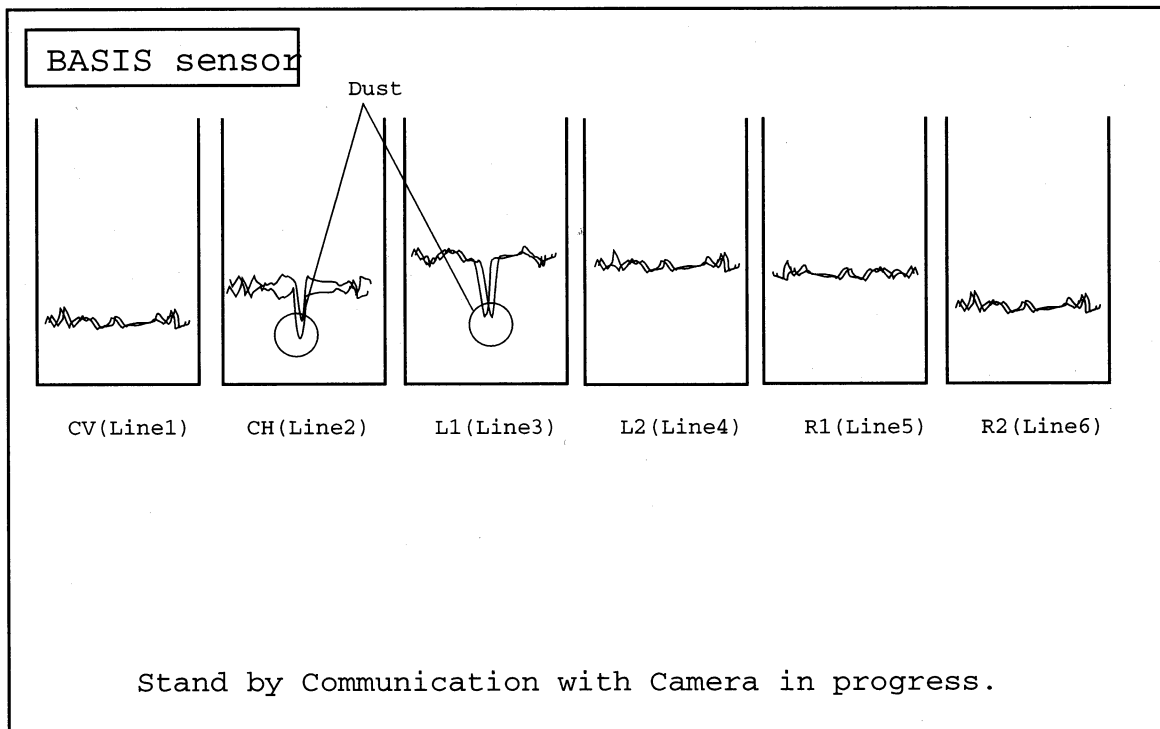 BASIS sensor
Dust
CV(Line1)
CH(Line2)
L1(Line3)
L2(Line4)
R1(Line5)
R2(Line6)
Stand by Communication with Camera in progress.